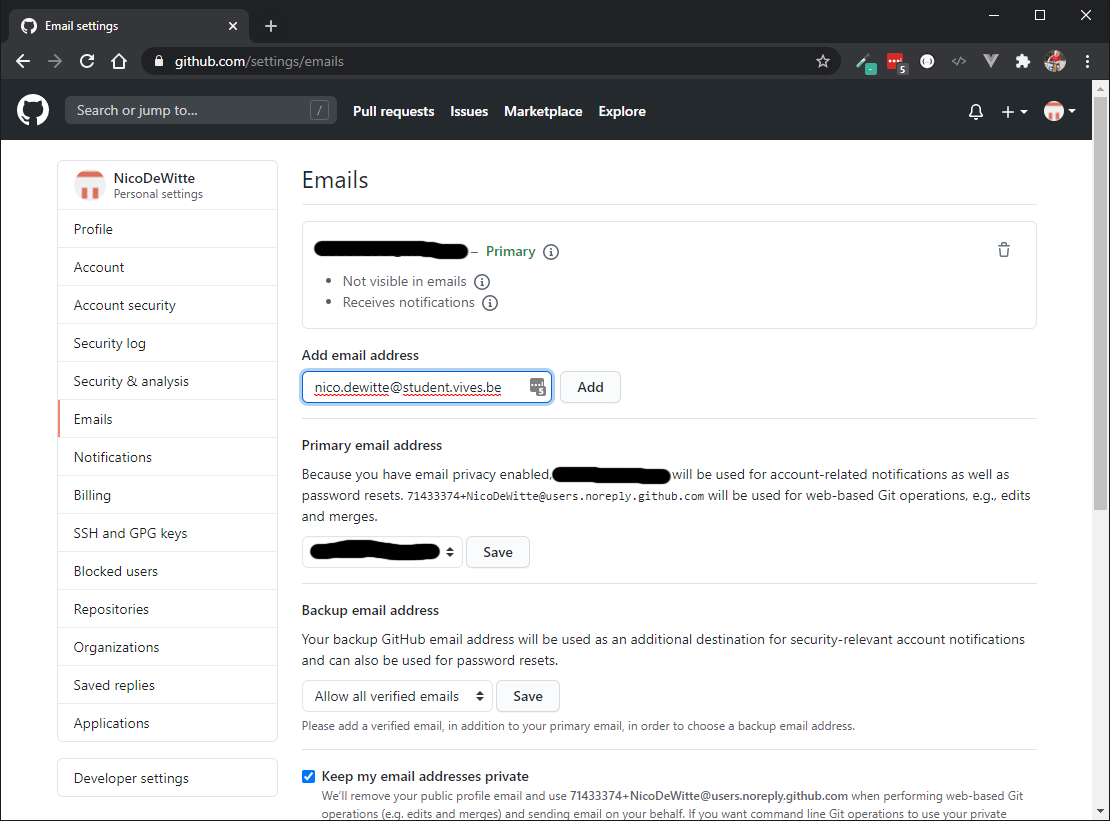 Email settings
github.com/settings/emails
5
Search or jump to... /
Pull requests Issues Marketplace Explore
NicoDeWitte
Personal settings
Profile
Account
Account security
Security log
Security & analysis
Emails
Notifications
Billing
SSH and GPG keys
Blocked users
Repositories
Organizations
Saved replies
Applications
Developer settings
Emails
– Primary
Not visible in emails
Receives notifications
Add email address
nico.dewitte@student.vives.be 5 Add
Primary email address
Because you have email privacy enabled, will be used for account-related notifications as well as
password resets. 71433374+NicoDeWitte@users.noreply.github.com will be used for web-based Git operations, e.g., edits
and merges.
Save
Backup email address
Your backup GitHub email address will be used as an additional destination for security-relevant account notifications
and can also be used for password resets.
Allow all verified emails Save
Please add a verified email, in addition to your primary email, in order to choose a backup email address.
Keep my email addresses private
We'll remove your public profile email and use 71433374+NicoDeWitte@users.noreply.github.com when performing web-based Git
operations (e.g. edits and merges) and sending email on your behalf. If you want command line Git operations to use your private